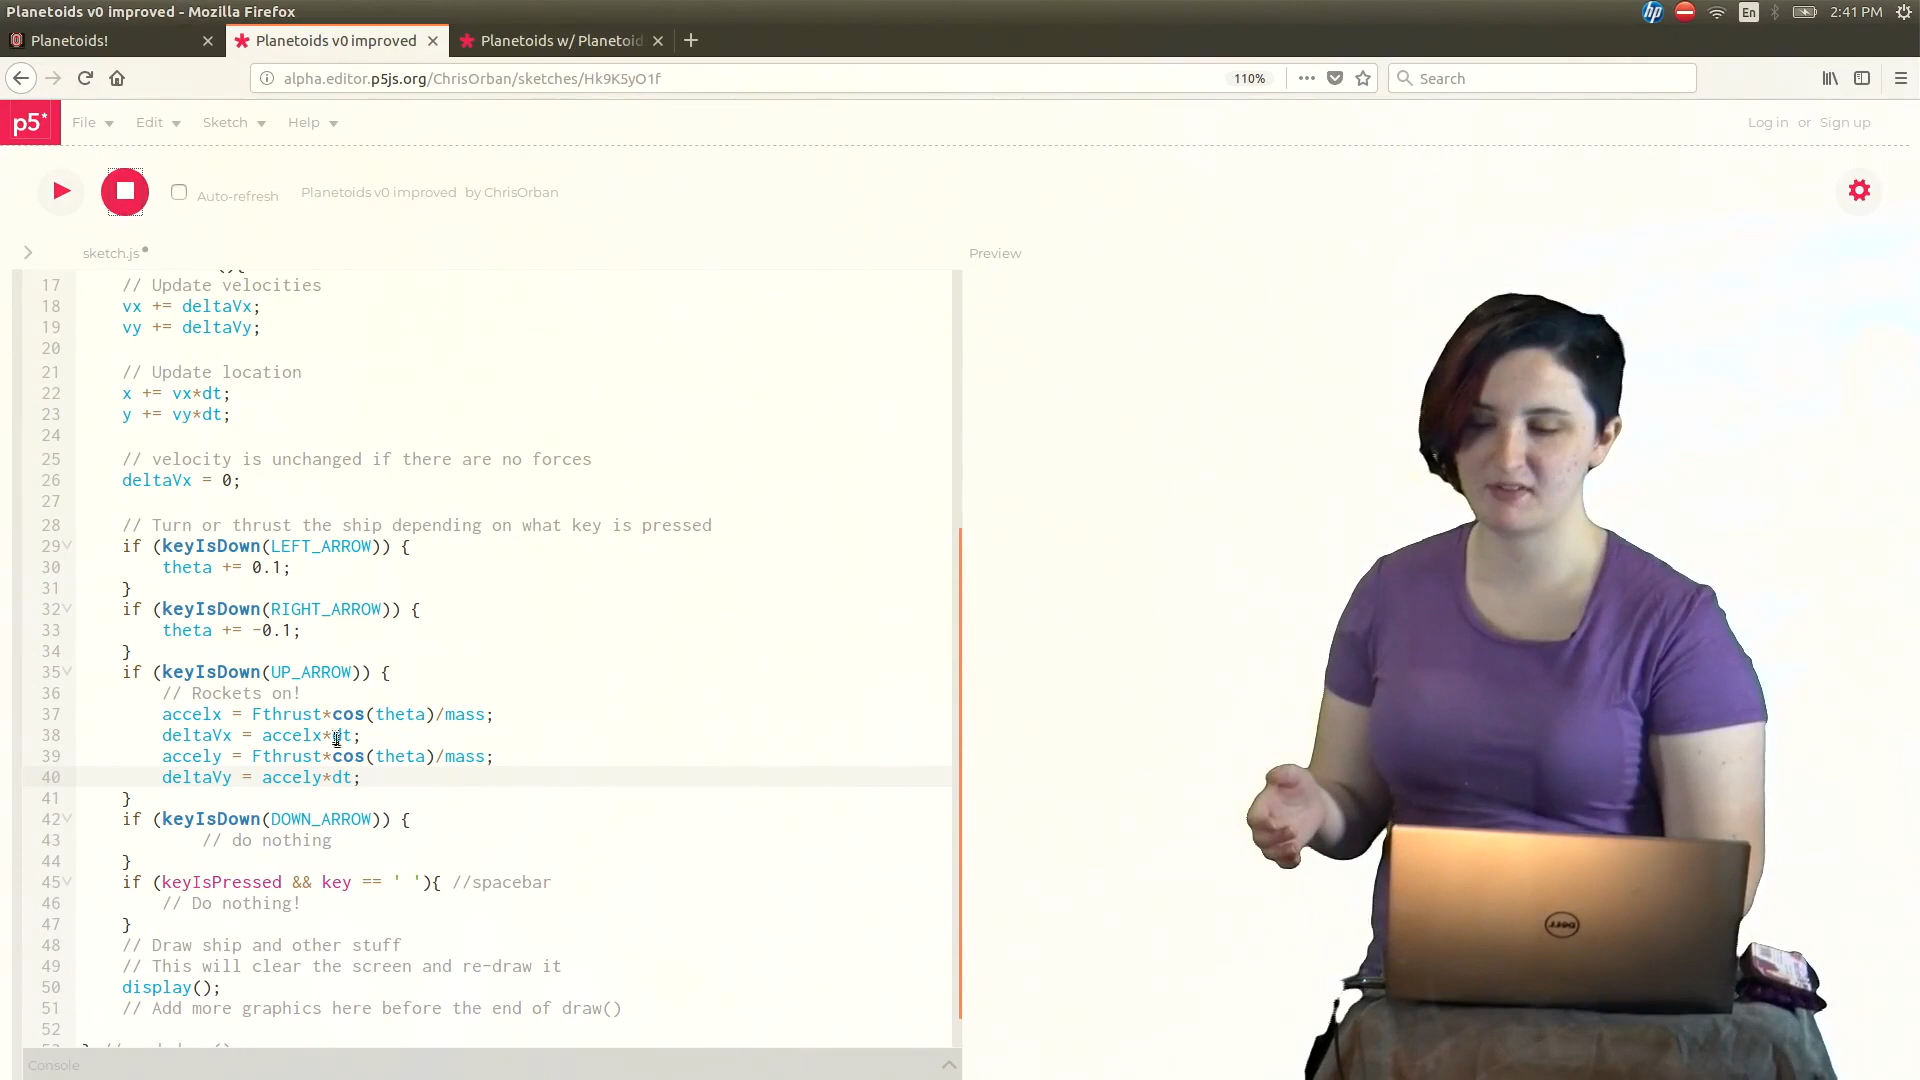 Planetoids v0 improved - Mozilla Firefox
hp
En
2:41 PM
Planetoids!
Planetoids v0 improved
Planetoids w/ Planetoid
alpha.editor.p5js.org/ChrisOrban/sketches/Hk9K5yO1f
110%
Search
p5*
File
Edit
Sketch
Help
Log in or Sign up
Auto-refresh
Planetoids v0 improved by ChrisOrban
sketch.js
Preview
17 // Update velocities
18 vx += deltaVx;
19 vy += deltaVy;
20
21 // Update location
22 x += vx*dt;
23 y += vy*dt;
24
25 // velocity is unchanged if there are no forces
26 deltaVx = 0;
27
28 // Turn or thrust the ship depending on what key is pressed
29 if (keyIsDown(LEFT_ARROW)) {
30 theta += 0.1;
31 }
32 if (keyIsDown(RIGHT_ARROW)) {
33 theta += -0.1;
34 }
35 if (keyIsDown(UP_ARROW)) {
36 // Rockets on!
37 accelx = Fthrust*cos(theta)/mass;
38 deltaVx = accelx*dt;
39 accely = Fthrust*cos(theta)/mass;
40 deltaVy = accely*dt;
41 }
42 if (keyIsDown(DOWN_ARROW)) {
43 // do nothing
44 }
45 if (keyIsPressed && key == ' '){ //spacebar
46 // Do nothing!
47 }
48 // Draw ship and other stuff
49 // This will clear the screen and re-draw it
50 display();
51 // Add more graphics here before the end of draw()
52
Console
DELL